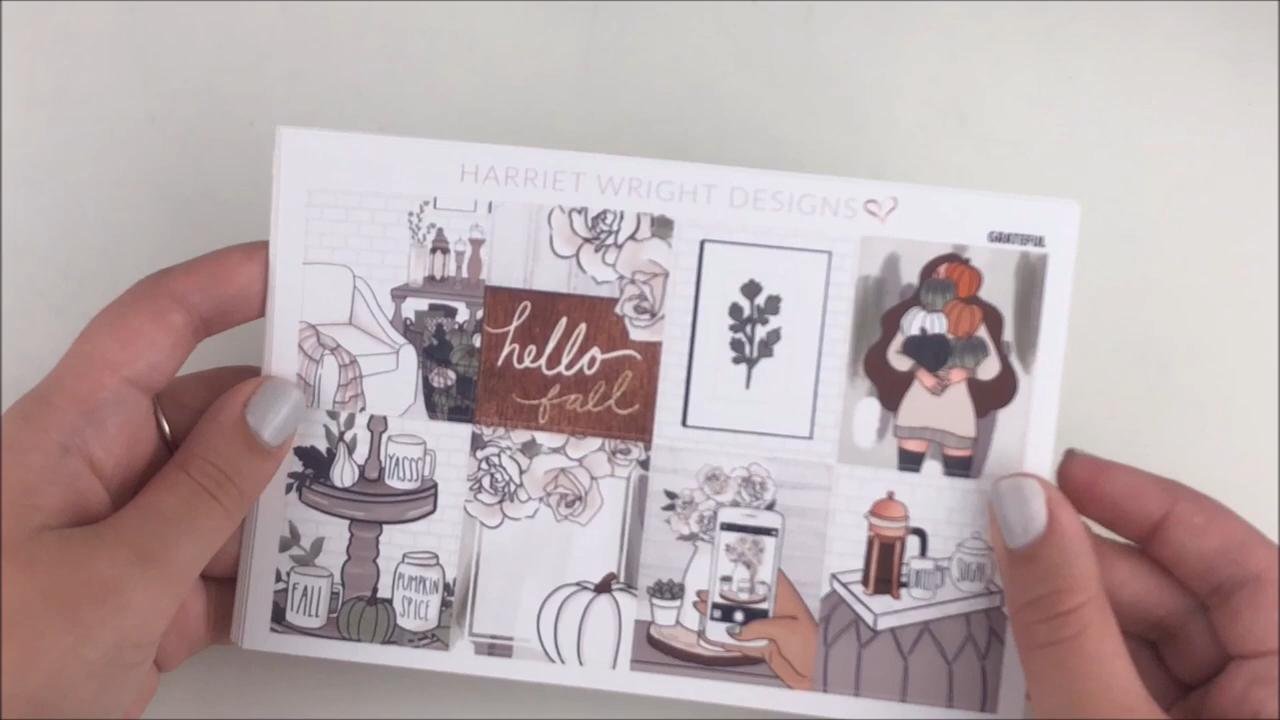 HARRIET WRIGHT DESIGNS
GRATEFUL
hello
fall
YASSS
FALL
PUMPKIN
SPICE
SUGAR